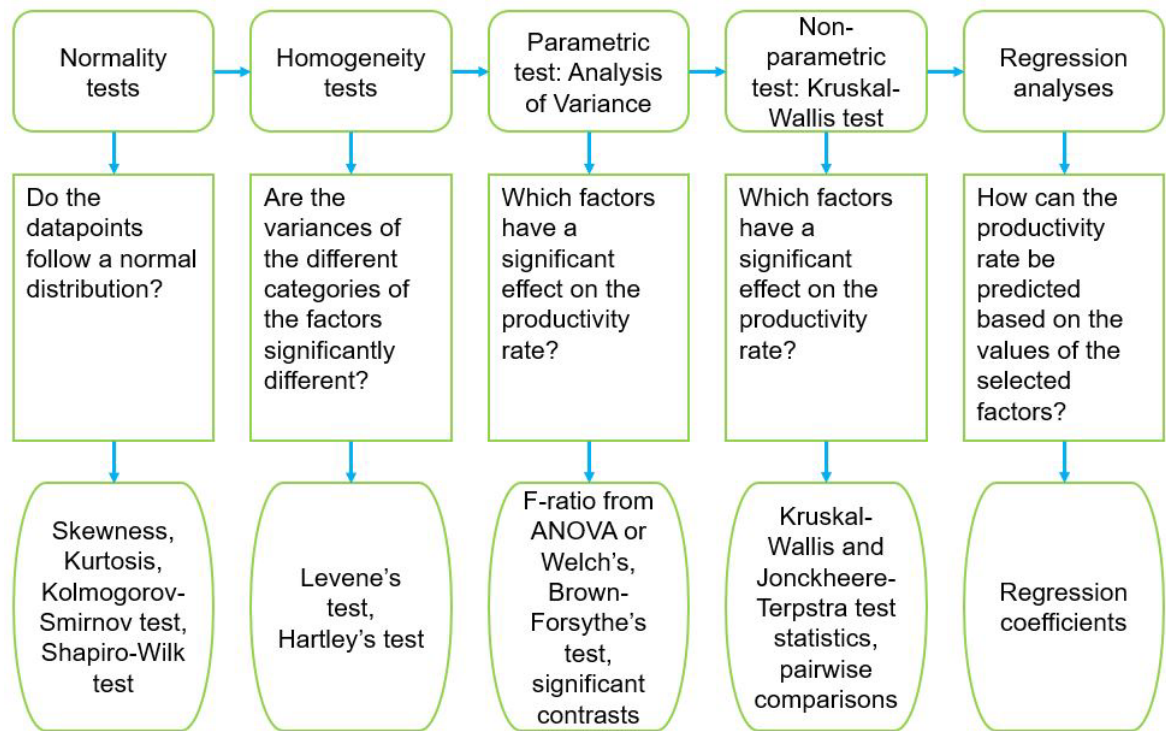 Normality
tests
Homogeneity
tests
Parametric
test: Analysis
of Variance
Non-
parametric
test: Kruskal-
Wallis test
Regression
analyses
Do the
datapoints
follow a normal
distribution?
Are the
variances of
the different
categories of
the factors
significantly
different?
Which factors
have a
significant
effect on the
productivity
rate?
Which factors
have a
significant
effect on the
productivity
rate?
How can the
productivity
rate be
predicted
based on the
values of the
selected
factors?
Skewness,
Kurtosis,
Kolmogorov-
Smirnov test,
Shapiro-Wilk
test
Levene’s
test,
Hartley’s test
F-ratio from
ANOVA or
Welch’s,
Brown-
Forsythe’s
test,
significant
contrasts
Kruskal-
Wallis and
Jonckheere-
Terpstra test
statistics,
pairwise
comparisons
Regression
coefficients